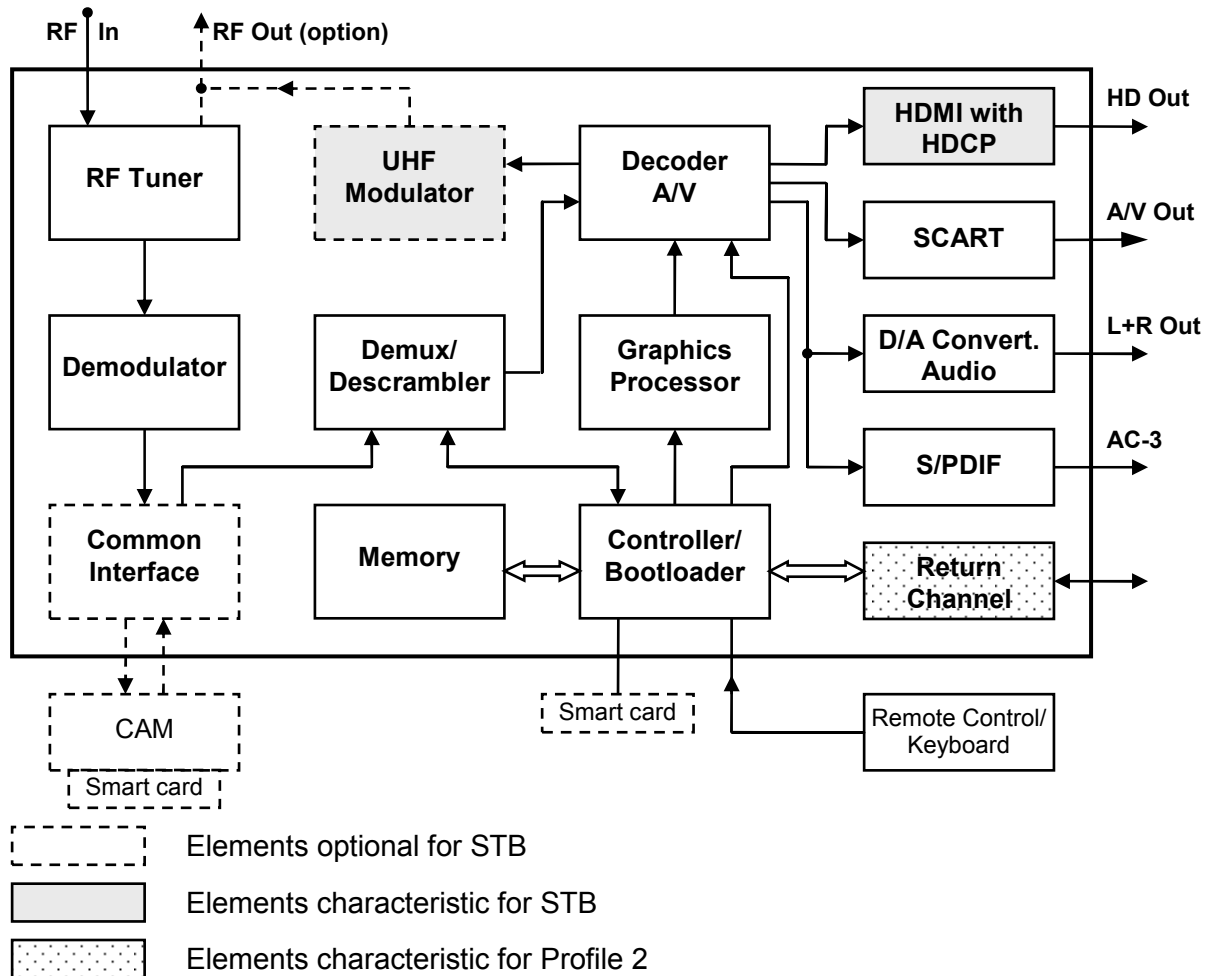 RF In
RF Out (option)
HD Out
HDMI with
HDCP
RF Tuner
UHF
Modulator
Decoder
A/V
A/V Out
SCART
L+R Out
Demodulator
Demux/
Descrambler
Graphics
Processor
D/A Convert.
Audio
AC-3
S/PDIF
Common
Interface
Memory
Controller/
Bootloader
Return
Channel
CAM
Smart card
Smart card
Remote Control/
Keyboard
Elements optional for STB
Elements characteristic for STB
Elements characteristic for Profile 2